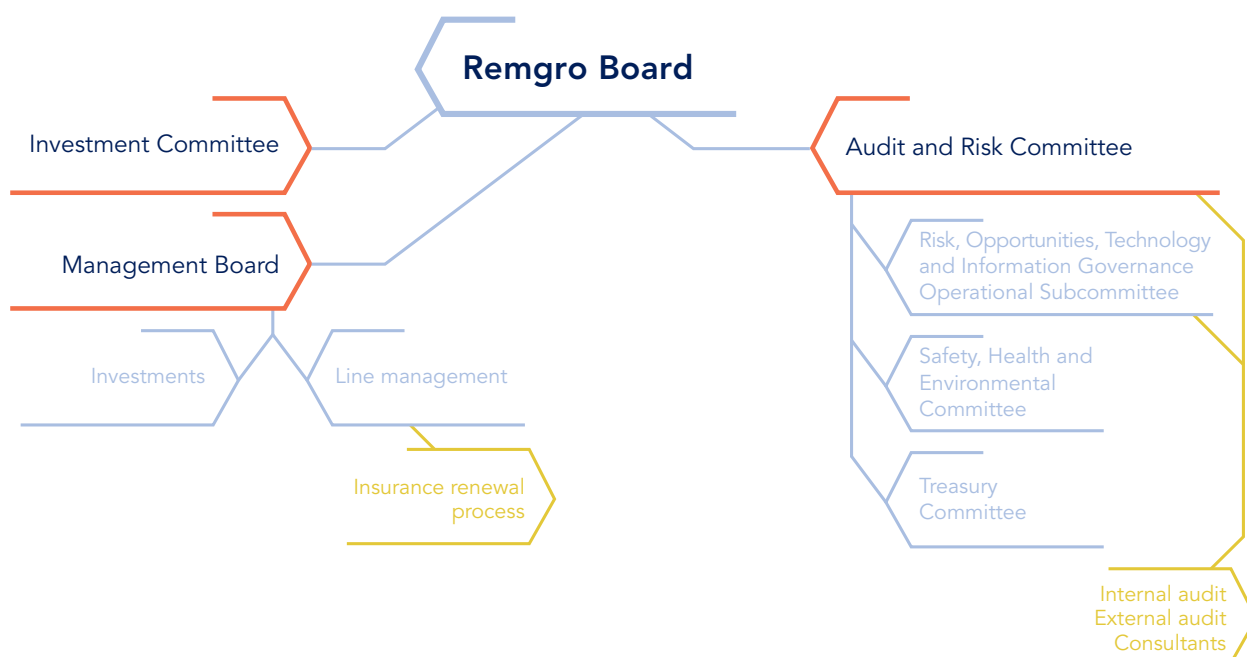 Remgro Board
Investment Committee
Audit and Risk Committee
Management Board
Risk, Opportunities, Technology
and Information Governance
Operational Subcommittee
Investments
Line management
Safety, Health and
Environmental
Committee
Insurance renewal
process
Treasury
Committee
Internal audit
External audit
Consultants